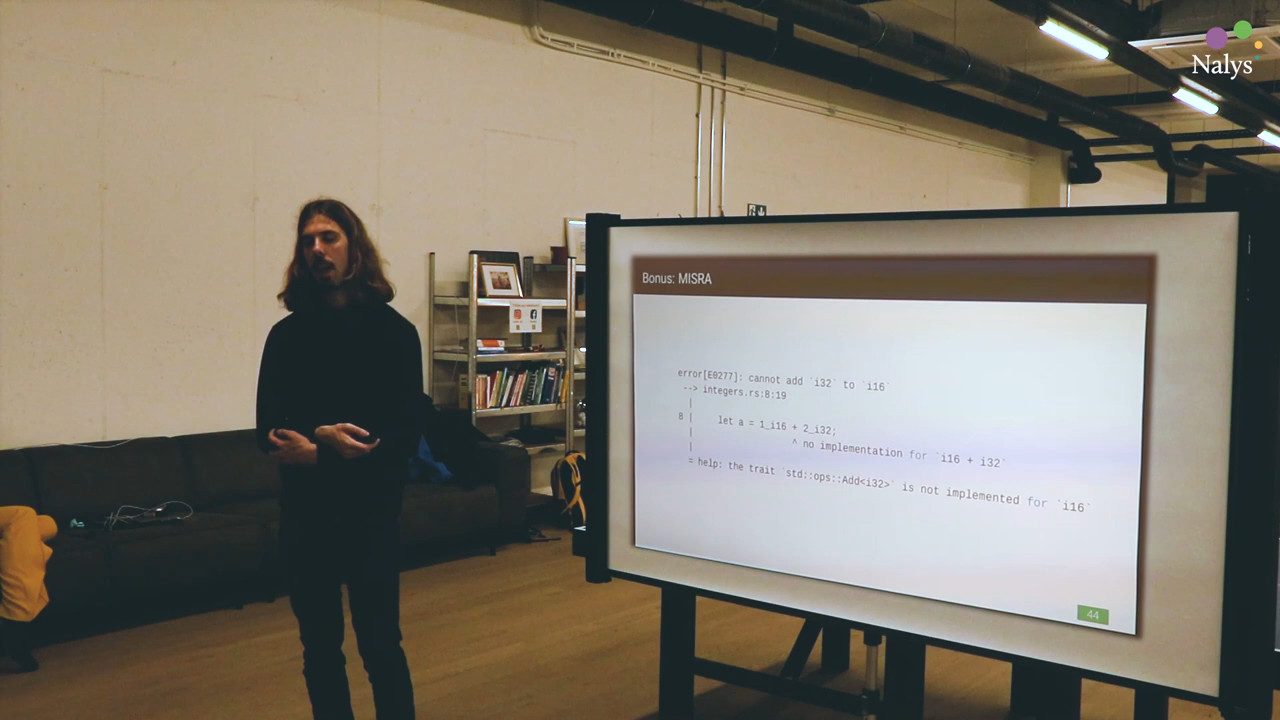 Nalys
Bonus: MISRA
error[E0277]: cannot add `i32` to `i16`
--> integers.rs:8:19
|
8 | let a = 1_i16 + 2_i32;
| ^ no implementation for `i16 + i32`
|
= help: the trait `std::ops::Add<i32>` is not implemented for `i16`
44